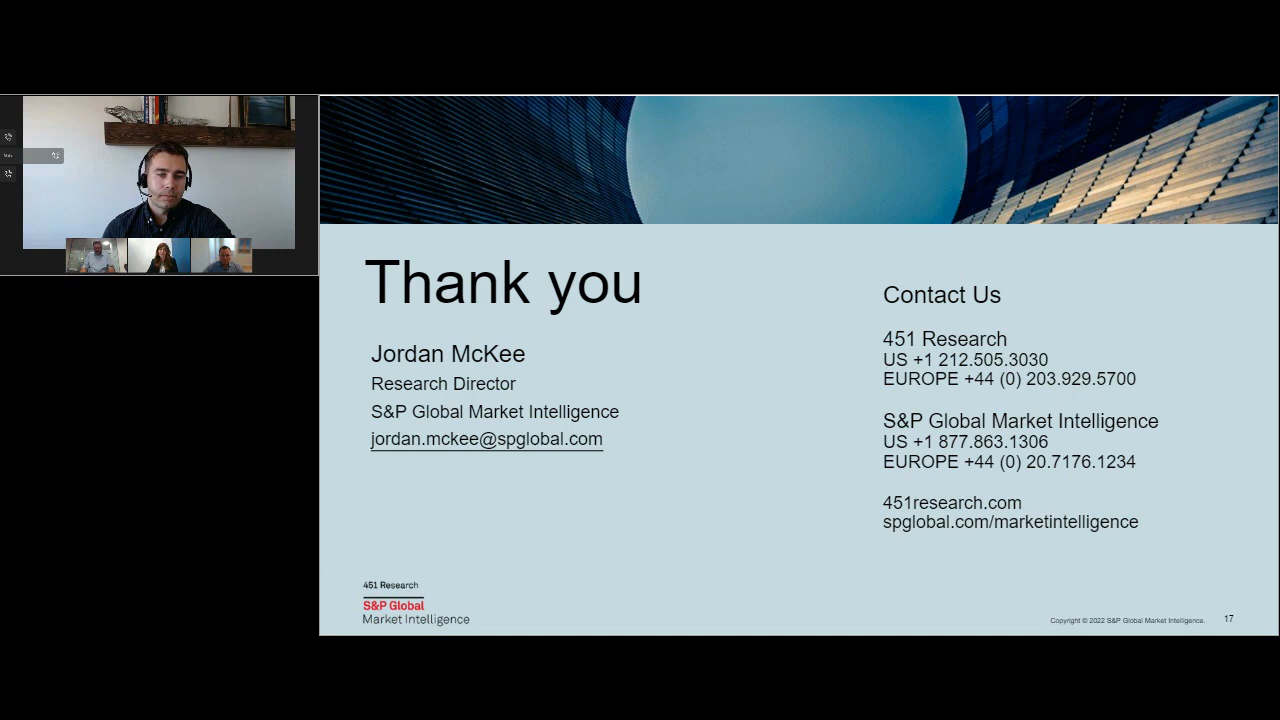 Thank you
Jordan McKee
Research Director
S&P Global Market Intelligence
jordan.mckee@spglobal.com
Contact Us
451 Research
US +1 212.505.3030
EUROPE +44 (0) 203.929.5700
S&P Global Market Intelligence
US +1 877.863.1306
EUROPE +44 (0) 20.7176.1234
451research.com
spglobal.com/marketintelligence
451 Research
S&P Global
Market Intelligence
Copyright © 2022 S&P Global Market Intelligence.
17